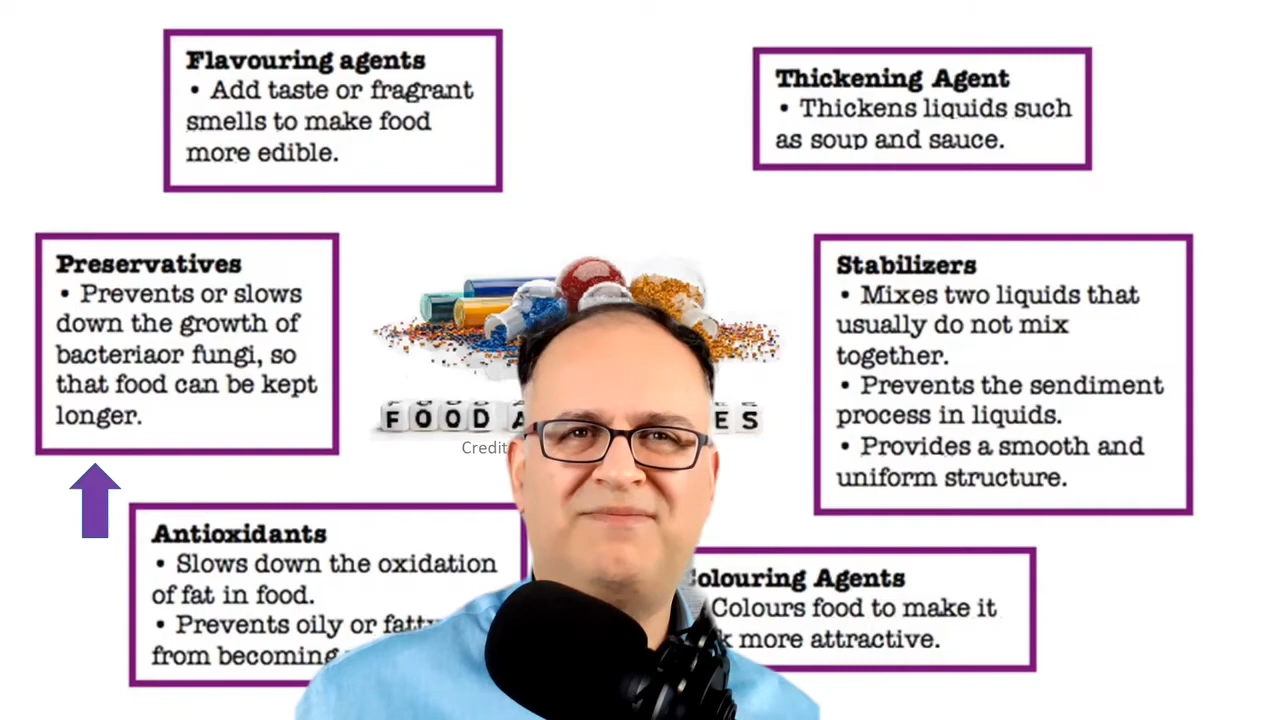 Flavouring agents
• Add taste or fragrant
smells to make food
more edible.
Thickening Agent
• Thickens liquids such
as soup and sauce.
Preservatives
• Prevents or slows
down the growth of
bacteriaor fungi, so
that food can be kept
longer.
Stabilizers
• Mixes two liquids that
usually do not mix
together.
• Prevents the sendiment
process in liquids.
• Provides a smooth and
uniform structure.
FOOD
ES
Credit
Antioxidants
• Slows down the oxidation
of fat in food.
• Prevents oily or
from becoming
Colouring Agents
Colours food to make it
more attractive.